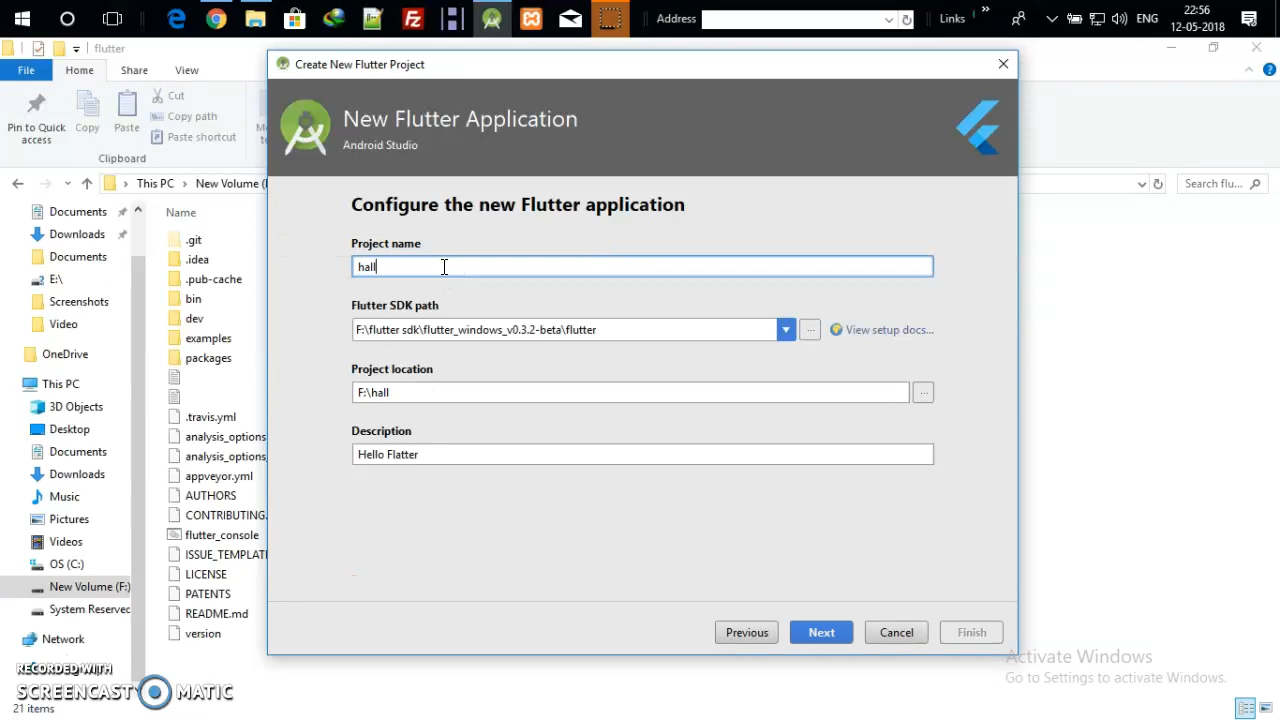 Address
Links
»
ENG
22:56
12-05-2018
flutter
File
Home
Share
View
Pin to Quick
access
Copy
Paste
Cut
Copy path
Paste shortcut
Clipboard
This PC
New Volume (
Search flu...
Documents
Downloads
Documents
E:\
Screenshots
Video
OneDrive
This PC
3D Objects
Desktop
Documents
Downloads
Music
Pictures
Videos
OS (C:)
New Volume (F:)
System Reserved
Network
Name
.git
.idea
.pub-cache
bin
dev
examples
packages
.travis.yml
analysis_options
analysis_options
appveyor.yml
AUTHORS
CONTRIBUTING.
flutter_console
ISSUE_TEMPLAT
LICENSE
PATENTS
README.md
version
21 items
Create New Flutter Project
New Flutter Application
Android Studio
Configure the new Flutter application
Project name
hall
Flutter SDK path
F:\flutter sdk\flutter_windows_v0.3.2-beta\flutter
...
View setup docs...
Project location
F:\hall
...
Description
Hello Flatter
Previous
Next
Cancel
Finish
Activate Windows
Go to Settings to activate Windows.
RECORDED WITH
SCREENCAST MATIC